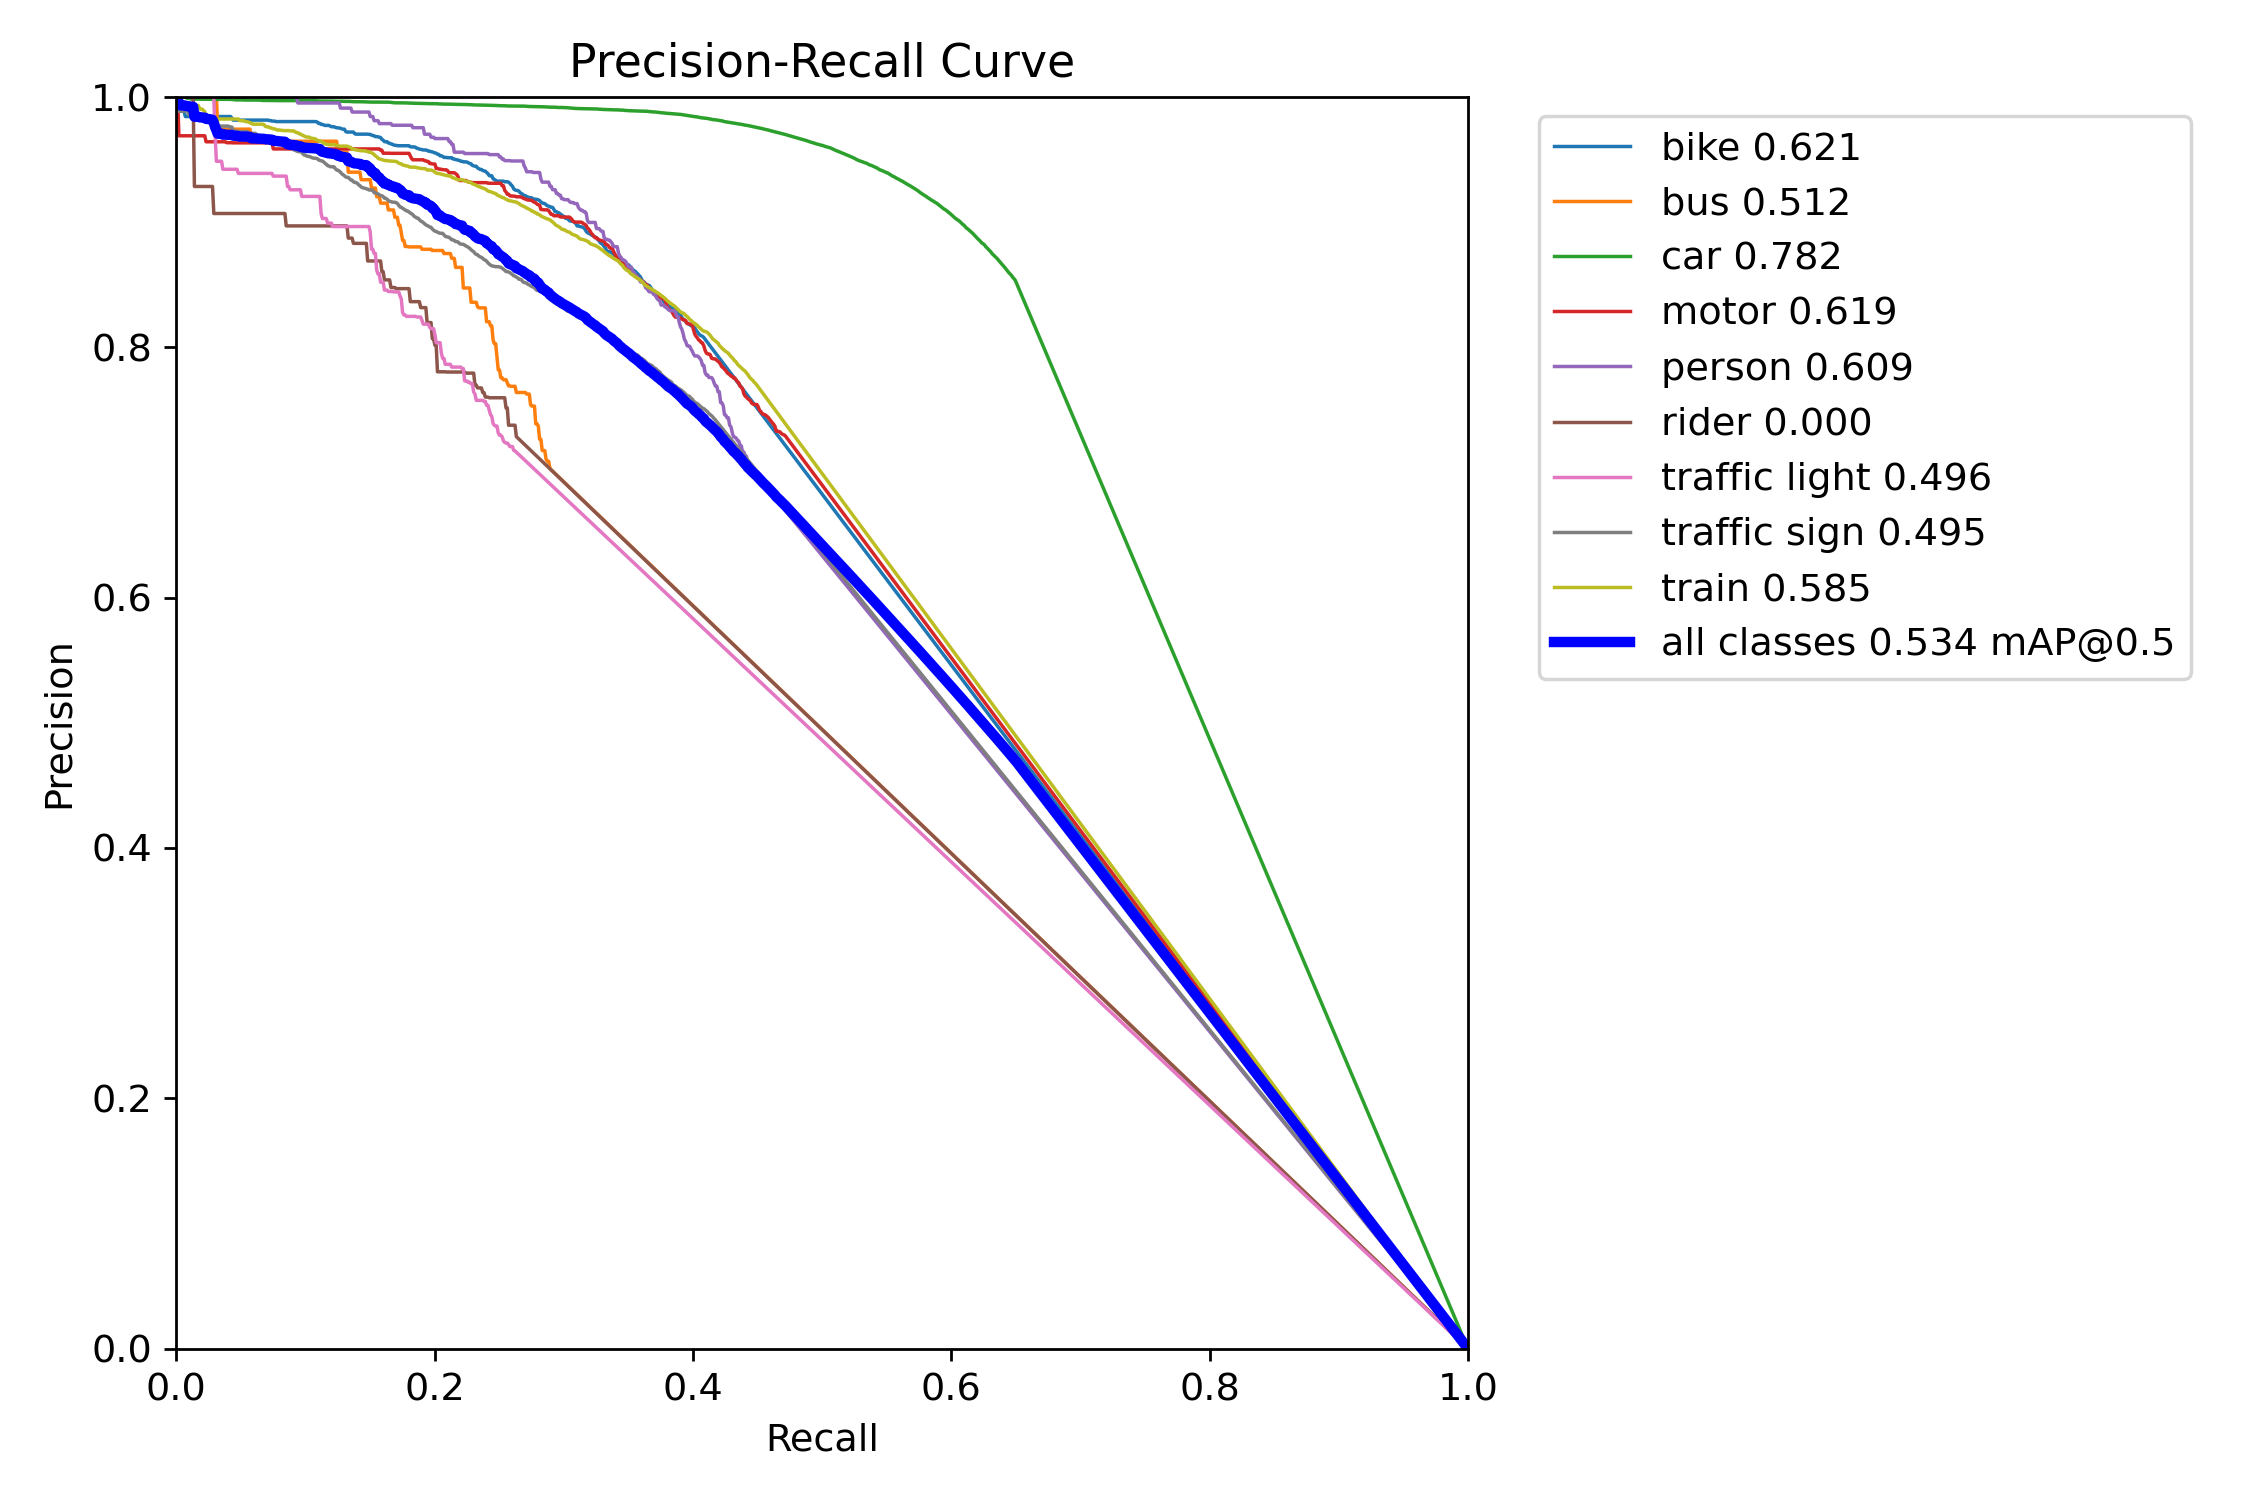 Precision-Recall Curve
1.0
0.8
0.6
0.4
0.2
0.0
Precision
0.0 0.2 0.4 0.6 0.8 1.0
Recall
bike 0.621
bus 0.512
car 0.782
motor 0.619
person 0.609
rider 0.000
traffic light 0.496
traffic sign 0.495
train 0.585
all classes 0.534 mAP@0.5